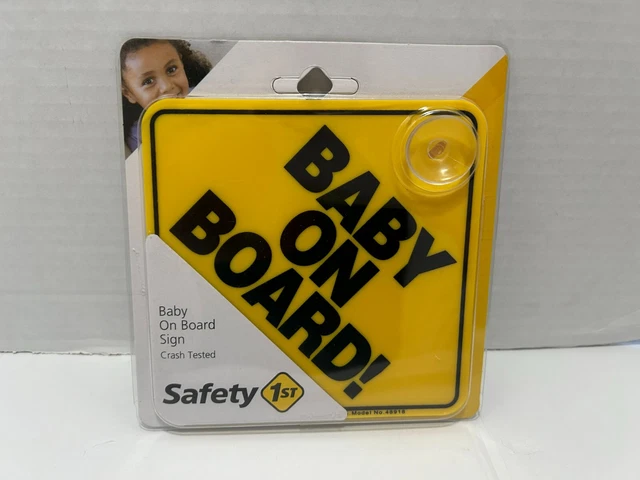 BABY
ON
BOARD!
Baby
On Board
Sign
Crash Tested
Safety 1ST